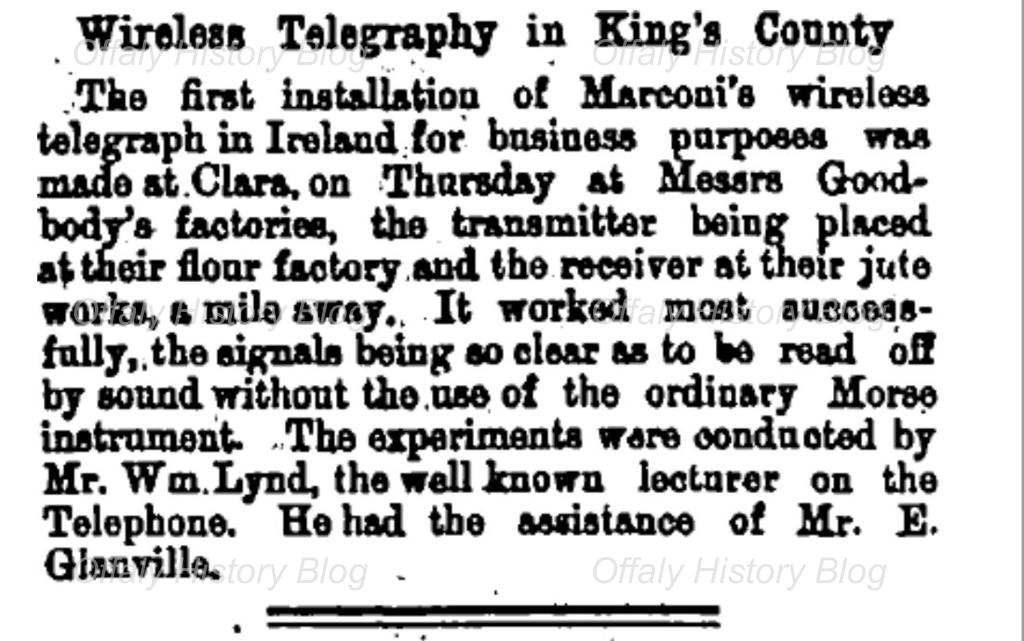 Wireless Telegraphy in King's County
Offaly History Blog Offaly History Blog
The first installation of Marconi's wireless
telegraph in Ireland for business purposes was
made at Clara, on Thursday at Messrs Good-
body's factories, the transmitter being placed
at their flour factory and the receiver at their jute
works, a mile away. It worked most success-
Offaly History Blog Offaly History Blog
fully, the signals being so clear as to be read off
by sound without the use of the ordinary Morse
instrument. The experiments were conducted by
Mr. Wm. Lynd, the well known lecturer on the
Telephone. He had the assistance of Mr. E.
Glanville.
Offaly History Blog Offaly History Blog